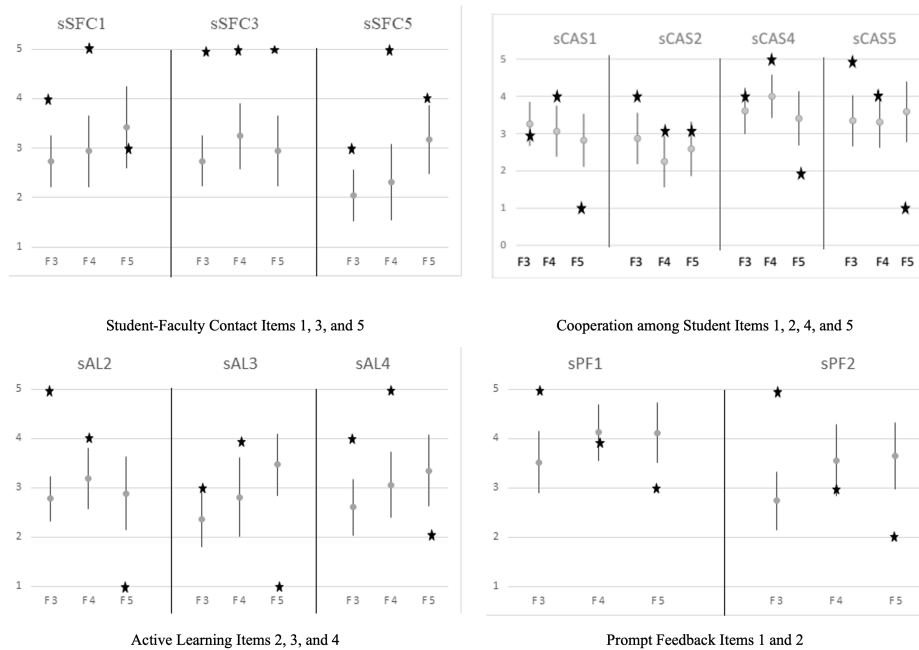 sSFC1 sSFC3 sSFC5
5
4
3
2
1
F3 F4 F5 F3 F4 F5 F3 F4 F5
Student-Faculty Contact Items 1, 3, and 5
sCAS1 sCAS2 sCAS4 sCAS5
5
4
3
2
1
0
F3 F4 F5 F3 F4 F5 F3 F4 F5 F3 F4 F5
Cooperation among Student Items 1, 2, 4, and 5
sAL2 sAL3 sAL4
5
4
3
2
1
F3 F4 F5 F3 F4 F5 F3 F4 F5
Active Learning Items 2, 3, and 4
sPF1 sPF2
5
4
3
2
1
F3 F4 F5 F3 F4 F5
Prompt Feedback Items 1 and 2